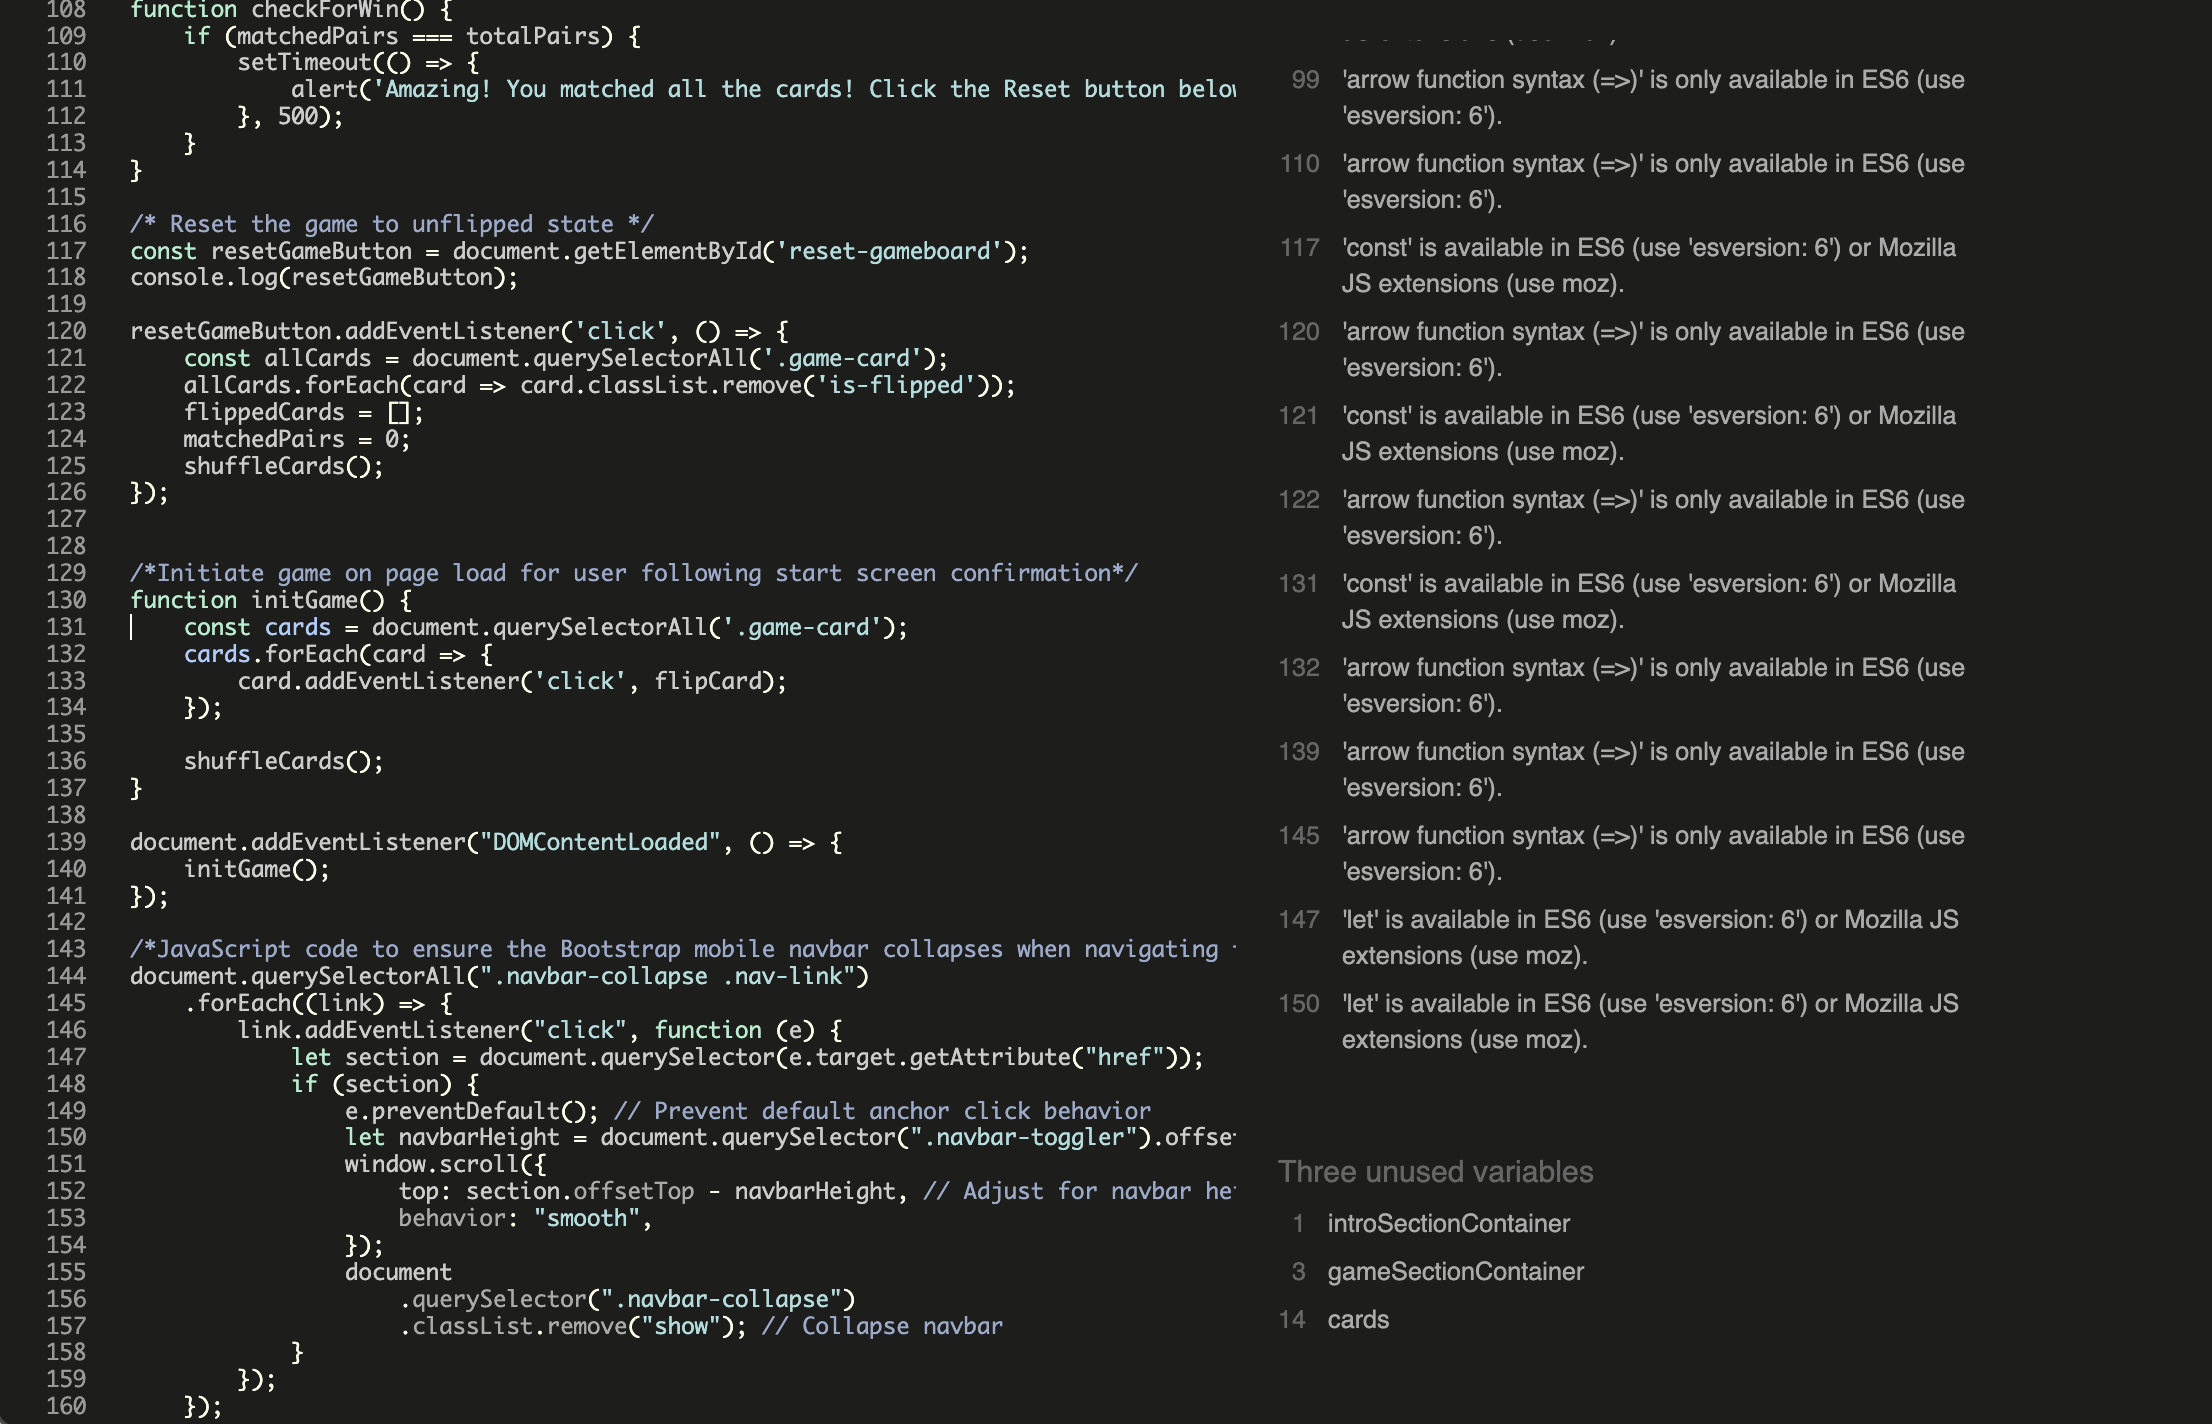 108 function checkForWin() {
109     if (matchedPairs === totalPairs) {
110         setTimeout(() => {
111             alert('Amazing! You matched all the cards! Click the Reset button below
112         }, 500);
113     }
114 }
115
116 /* Reset the game to unflipped state */
117 const resetGameButton = document.getElementById('reset-gameboard');
118 console.log(resetGameButton);
119
120 resetGameButton.addEventListener('click', () => {
121     const allCards = document.querySelectorAll('.game-card');
122     allCards.forEach(card => card.classList.remove('is-flipped'));
123     flippedCards = [];
124     matchedPairs = 0;
125     shuffleCards();
126 });
127
128
129 /*Initiate game on page load for user following start screen confirmation*/
130 function initGame() {
131     const cards = document.querySelectorAll('.game-card');
132     cards.forEach(card => {
133         card.addEventListener('click', flipCard);
134     });
135
136     shuffleCards();
137 }
138
139 document.addEventListener("DOMContentLoaded", () => {
140     initGame();
141 });
142
143 /*JavaScript code to ensure the Bootstrap mobile navbar collapses when navigating
144 document.querySelectorAll(".navbar-collapse .nav-link")
145     .forEach((link) => {
146         link.addEventListener("click", function (e) {
147             let section = document.querySelector(e.target.getAttribute("href"));
148             if (section) {
149                 e.preventDefault(); // Prevent default anchor click behavior
150                 let navbarHeight = document.querySelector(".navbar-toggler").offse
151                 window.scroll({
152                     top: section.offsetTop - navbarHeight, // Adjust for navbar he
153                     behavior: "smooth",
154                 });
155                 document
156                     .querySelector(".navbar-collapse")
157                     .classList.remove("show"); // Collapse navbar
158             }
159         });
160     });
99 'arrow function syntax (=>)' is only available in ES6 (use
'esversion: 6').
110 'arrow function syntax (=>)' is only available in ES6 (use
'esversion: 6').
117 'const' is available in ES6 (use 'esversion: 6') or Mozilla
JS extensions (use moz).
120 'arrow function syntax (=>)' is only available in ES6 (use
'esversion: 6').
121 'const' is available in ES6 (use 'esversion: 6') or Mozilla
JS extensions (use moz).
122 'arrow function syntax (=>)' is only available in ES6 (use
'esversion: 6').
131 'const' is available in ES6 (use 'esversion: 6') or Mozilla
JS extensions (use moz).
132 'arrow function syntax (=>)' is only available in ES6 (use
'esversion: 6').
139 'arrow function syntax (=>)' is only available in ES6 (use
'esversion: 6').
145 'arrow function syntax (=>)' is only available in ES6 (use
'esversion: 6').
147 'let' is available in ES6 (use 'esversion: 6') or Mozilla JS
extensions (use moz).
150 'let' is available in ES6 (use 'esversion: 6') or Mozilla JS
extensions (use moz).
Three unused variables
1 introSectionContainer
3 gameSectionContainer
14 cards